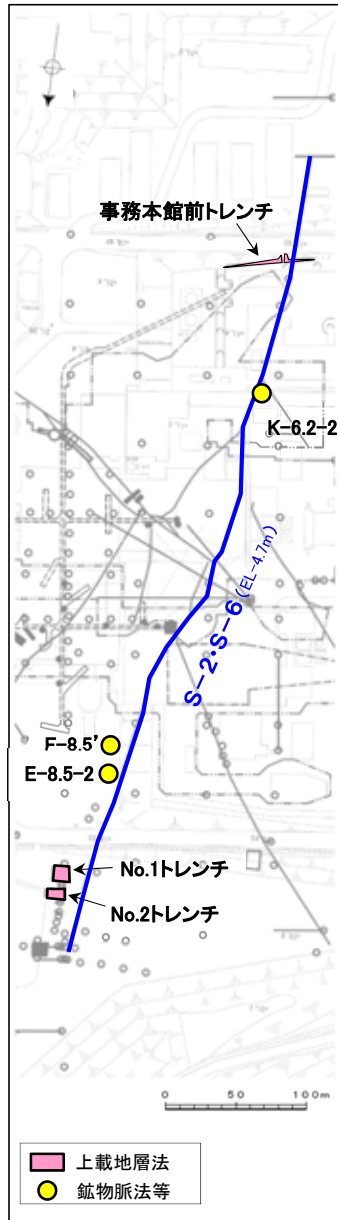 事務本館前トレンチ
K-6.2-2
S-2・S-6 (EL-4.7m)
F-8.5'
E-8.5-2
No.1トレンチ
No.2トレンチ
0 50 100m
上載地層法
鉱物脈法等